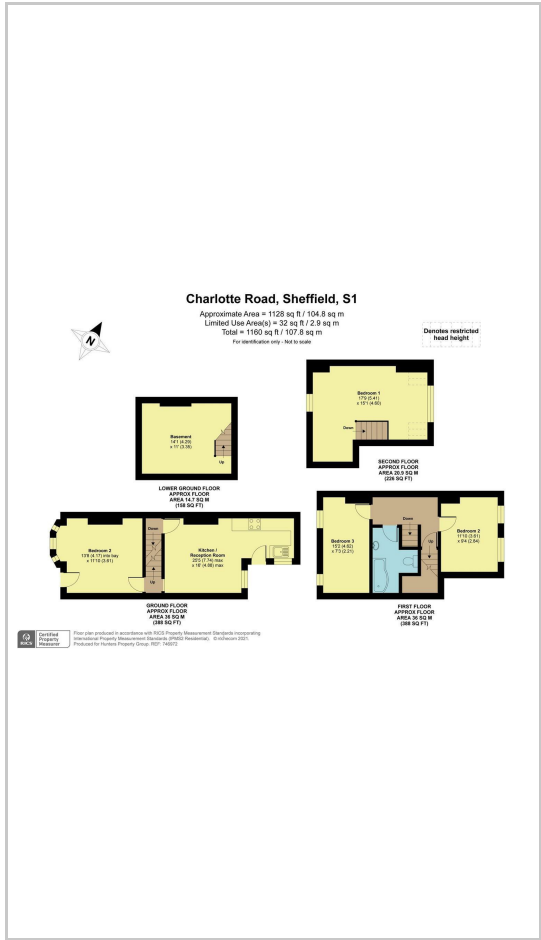 Charlotte Road, Sheffield, S1
Approximate Area = 1128 sq ft / 104.8 sq m
Limited Use Area(s) = 32 sq ft / 2.9 sq m
Total = 1160 sq ft / 107.8 sq m
For identification only - Not to scale
N
Denotes restricted
head height
Bedroom 1
17'9 (5.41)
x 15'1 (4.60)
Down
SECOND FLOOR
APPROX FLOOR
AREA 20.9 SQ M
(226 SQ FT)
Basement
14'1 (4.29)
x 11' (3.35)
Up
LOWER GROUND FLOOR
APPROX FLOOR
AREA 14.7 SQ M
(158 SQ FT)
Bedroom 2
13'8 (4.17) into bay
x 11'10 (3.61)
Down
Up
Kitchen /
Reception Room
25'5 (7.74) max
x 16' (4.88) max
GROUND FLOOR
APPROX FLOOR
AREA 36 SQ M
(388 SQ FT)
Bedroom 3
15'2 (4.62)
x 7'3 (2.21)
Down
Up
Bedroom 2
11'10 (3.61)
x 9'4 (2.84)
FIRST FLOOR
APPROX FLOOR
AREA 36 SQ M
(388 SQ FT)
RICS
Certified
Property
Measurer
Floor plan produced in accordance with RICS Property Measurement Standards incorporating
International Property Measurement Standards (IPMS2 Residential). © nichecom 2021.
Produced for Hunters Property Group. REF: 746972